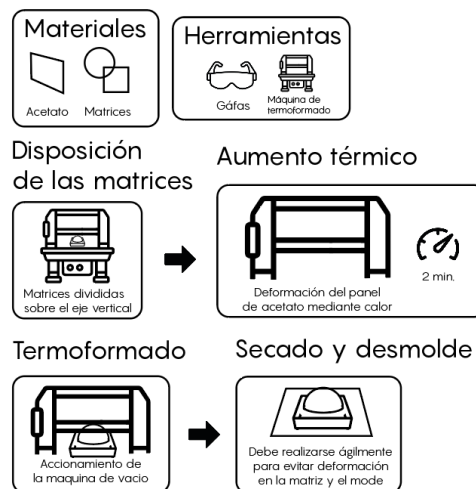 Materiales
Acetato
Matrices
Herramientas
Gáfas
Máquina de
termoformado
Disposición
de las matrices
Matrices divididas
sobre el eje vertical
Aumento térmico
2 min.
Deformación del panel
de acetato mediante calor
Termoformado
Accionamiento de
la maquina de vacio
Secado y desmolde
Debe realizarse ágilmente
para evitar deformación
en la matriz y el mode